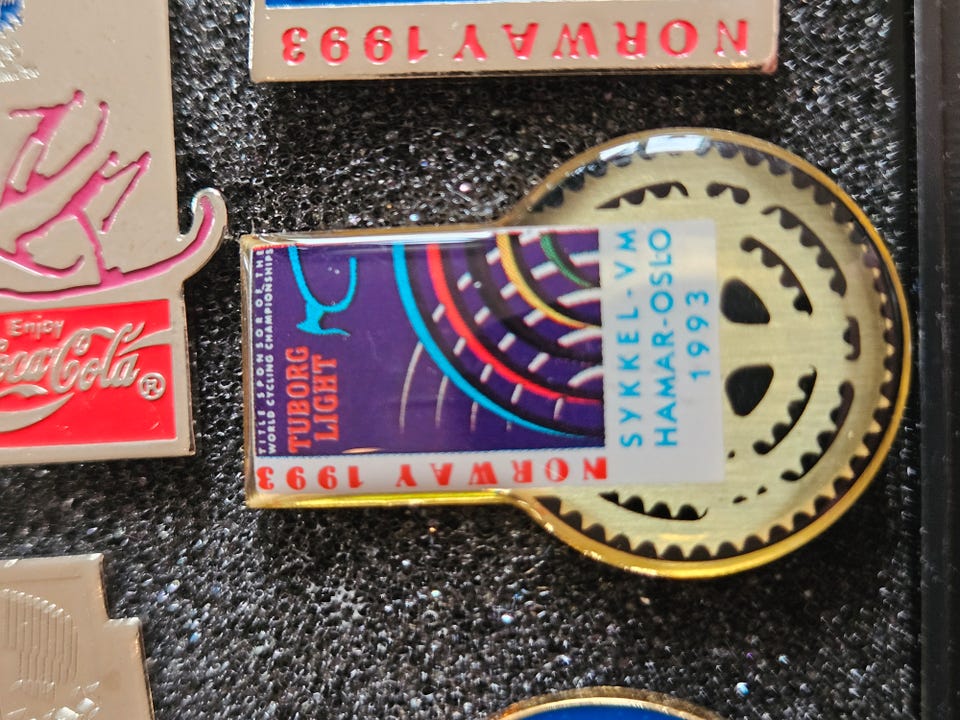 NORWAY 1993
Enjoy
Coca-Cola®
TITLE SPONSOR OF THE
WORLD CYCLING CHAMPIONSHIPS
TUBORG
LIGHT
NORWAY 1993
SYKKEL-VM
HAMAR-OSLO
1993